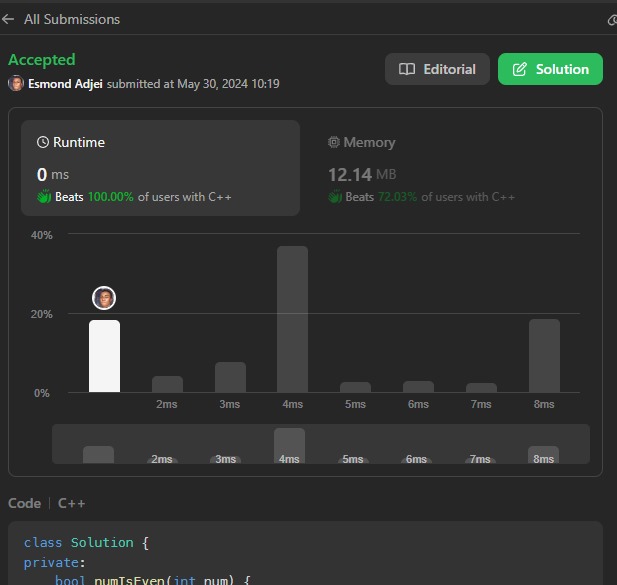 All Submissions
Accepted
Esmond Adjei submitted at May 30, 2024 10:19
Editorial
Solution
Runtime
0 ms
Beats 100.00% of users with C++
Memory
12.14 MB
Beats 72.03% of users with C++
40%
20%
0%
2ms 3ms 4ms 5ms 6ms 7ms 8ms
2ms 3ms 4ms 5ms 6ms 7ms 8ms
Code | C++
class Solution {
private:
bool numIsEven(int num) {